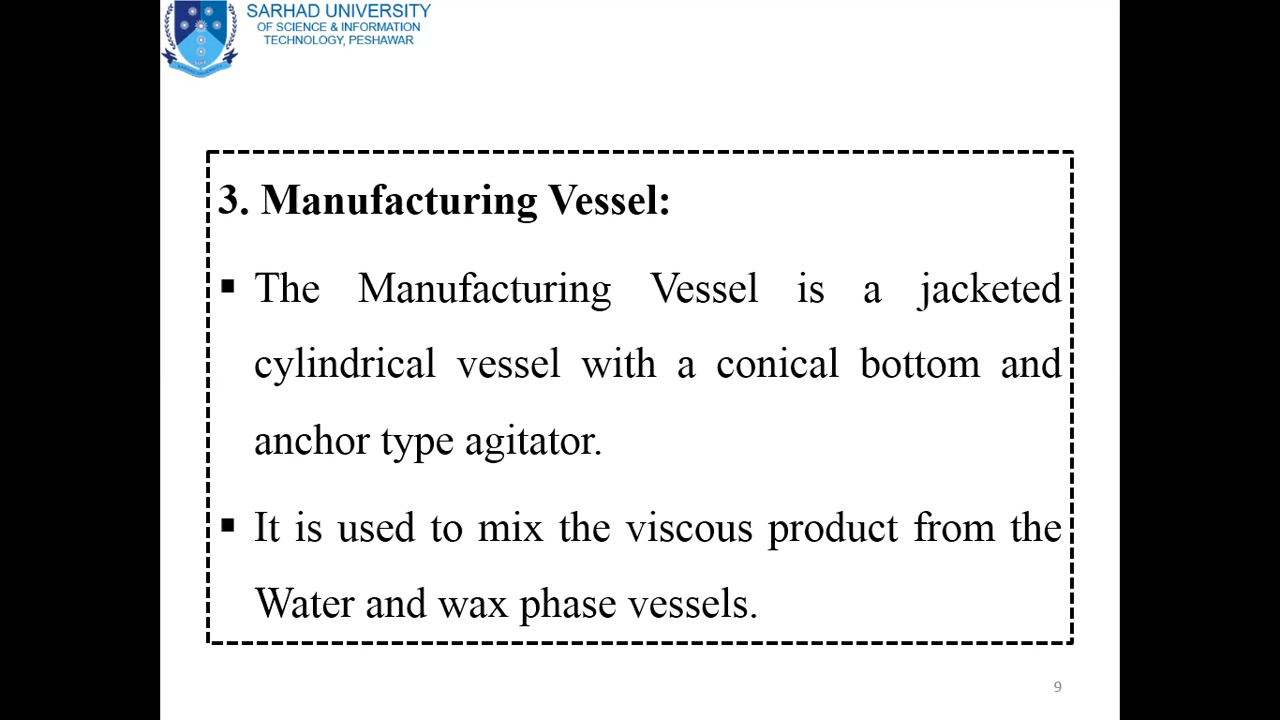 SARHAD UNIVERSITY
OF SCIENCE & INFORMATION
TECHNOLOGY, PESHAWAR
3. Manufacturing Vessel:
▪ The Manufacturing Vessel is a jacketed
cylindrical vessel with a conical bottom and
anchor type agitator.
▪ It is used to mix the viscous product from the
Water and wax phase vessels.
9